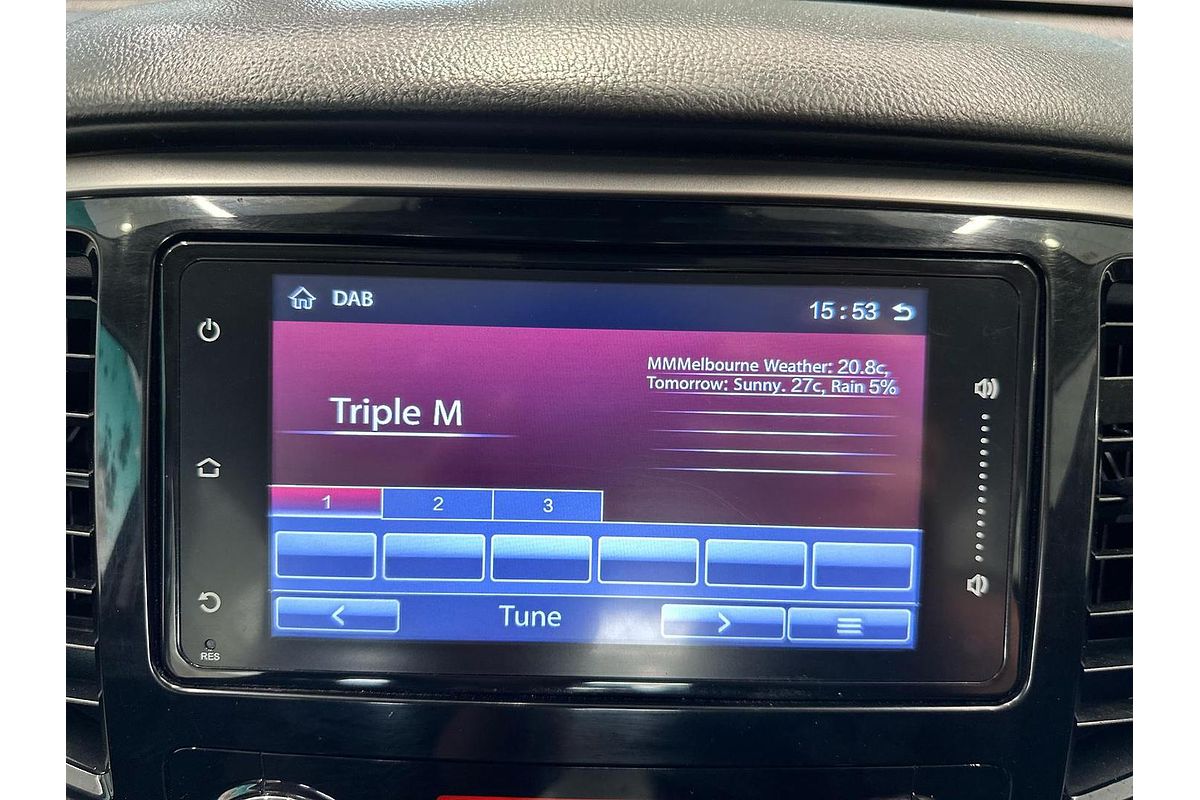 DAB
15:53
MMMelbourne Weather: 20.8c,
Tomorrow: Sunny. 27c, Rain 5%
Triple M
1 2 3
Tune
RES